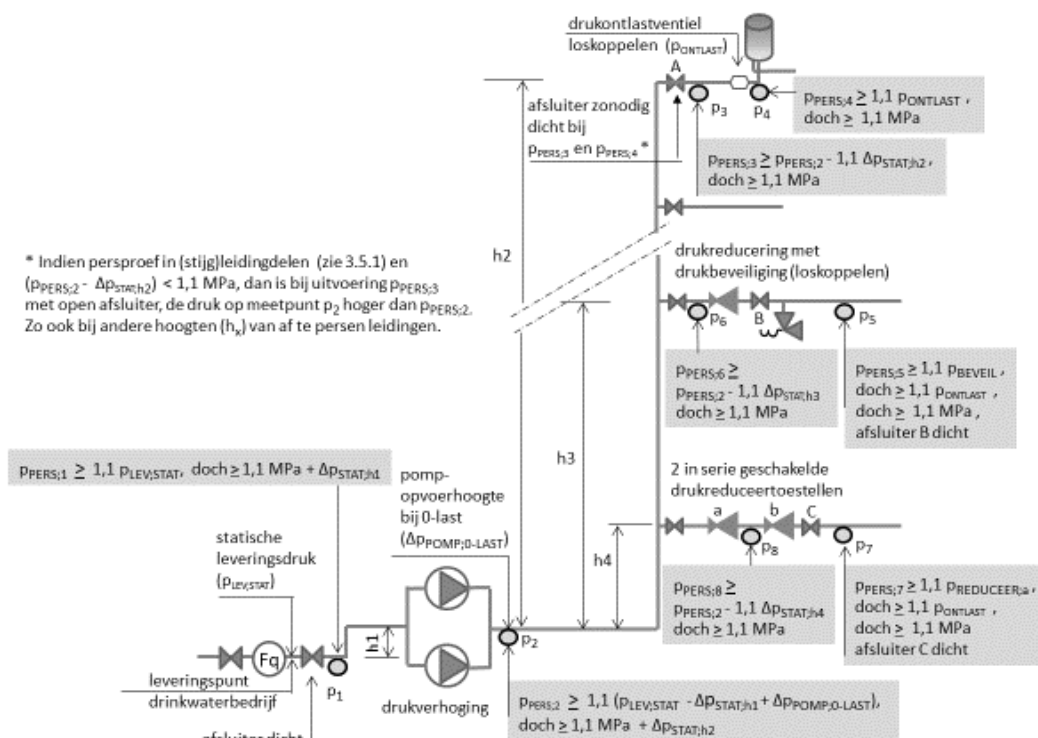 drukontlastventiel
loskoppelen (pONTLAST)
A
p3
p4
pPERS;4 ≥ 1,1 pONTLAST ,
doch ≥ 1,1 MPa
afsluiter zonodig
dicht bij
pPERS;3 en pPERS;4 *
pPERS;3 ≥ pPERS;2 - 1,1 ΔpSTAT;h2,
doch ≥ 1,1 MPa
h2
* Indien persproef in (stijg)leidingdelen (zie 3.5.1) en
(pPERS;2 - ΔpSTAT;h2) < 1,1 MPa, dan is bij uitvoering pPERS;3
met open afsluiter, de druk op meetpunt p2 hoger dan pPERS;2.
Zo ook bij andere hoogten (hx) van af te persen leidingen.
drukreducering met
drukbeveiliging (loskoppelen)
p6
B
p5
pPERS;6 ≥
pPERS;2 - 1,1 ΔpSTAT;h3
doch ≥ 1,1 MPa
pPERS;5 ≥ 1,1 pBEVEIL ,
doch ≥ 1,1 pONTLAST ,
doch ≥ 1,1 MPa ,
afsluiter B dicht
h3
pPERS;1 ≥ 1,1 pLEV;STAT, doch ≥ 1,1 MPa + ΔpSTAT;h1
pomp-
opvoerhoogte
bij 0-last
(ΔpPOMP;0-LAST)
2 in serie geschakelde
drukreduceertoestellen
a
b
C
p8
p7
h4
statische
leveringsdruk
(pLEV;STAT)
pPERS;8 ≥
pPERS;2 - 1,1 ΔpSTAT;h4
doch ≥ 1,1 MPa
pPERS;7 ≥ 1,1 pREDUCEER;a,
doch ≥ 1,1 pONTLAST ,
doch ≥ 1,1 MPa
afsluiter C dicht
h1
Fq
p1
p2
leveringspunt
drinkwaterbedrijf
drukverhoging
pPERS;2 ≥ 1,1 (pLEV;STAT - ΔpSTAT;h1 + ΔpPOMP;0-LAST),
doch ≥ 1,1 MPa + ΔpSTAT;h2
afsluiter dicht